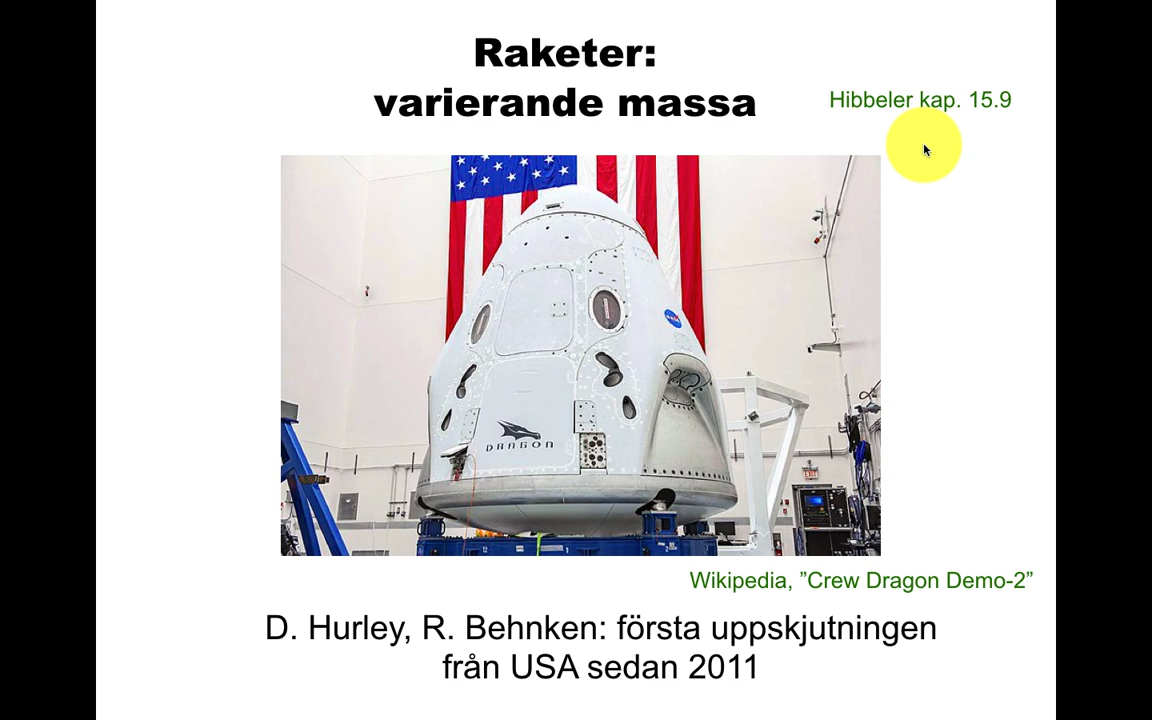 Raketer:
varierande massa
Hibbeler kap. 15.9
DRAGON
Wikipedia, ”Crew Dragon Demo-2”
D. Hurley, R. Behnken: första uppskjutningen
från USA sedan 2011